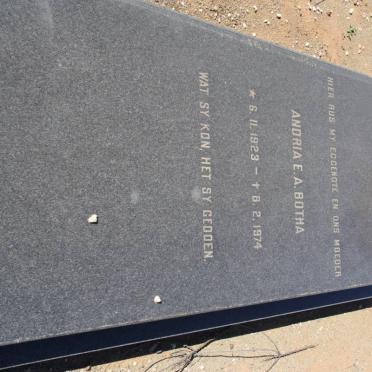 HIER RUS MY EGGENOTE EN ONS MOEDER
ANDRIA E. A. BOTHA
★ 6. 11. 1923 – ✝ 8. 2. 1974
WAT SY KON, HET SY GEDOEN.